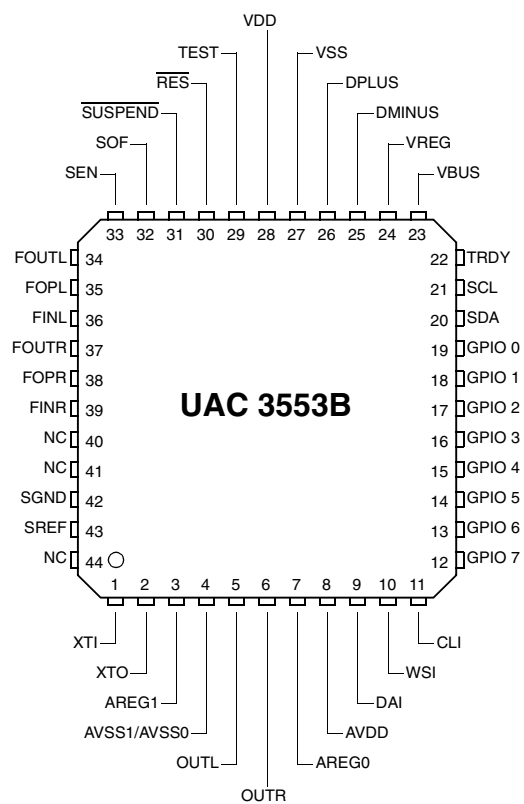 VDD
TEST VSS
RES DPLUS
SUSPEND DMINUS
SOF VREG
SEN VBUS
33 32 31 30 29 28 27 26 25 24 23
FOUTL 34 22 TRDY
FOPL 35 21 SCL
FINL 36 20 SDA
FOUTR 37 19 GPIO 0
FOPR 38 18 GPIO 1
FINR 39 UAC 3553B 17 GPIO 2
NC 40 16 GPIO 3
NC 41 15 GPIO 4
SGND 42 14 GPIO 5
SREF 43 13 GPIO 6
NC 44 12 GPIO 7
1 2 3 4 5 6 7 8 9 10 11
XTI CLI
XTO WSI
AREG1 DAI
AVSS1/AVSS0 AVDD
OUTL AREG0
OUTR